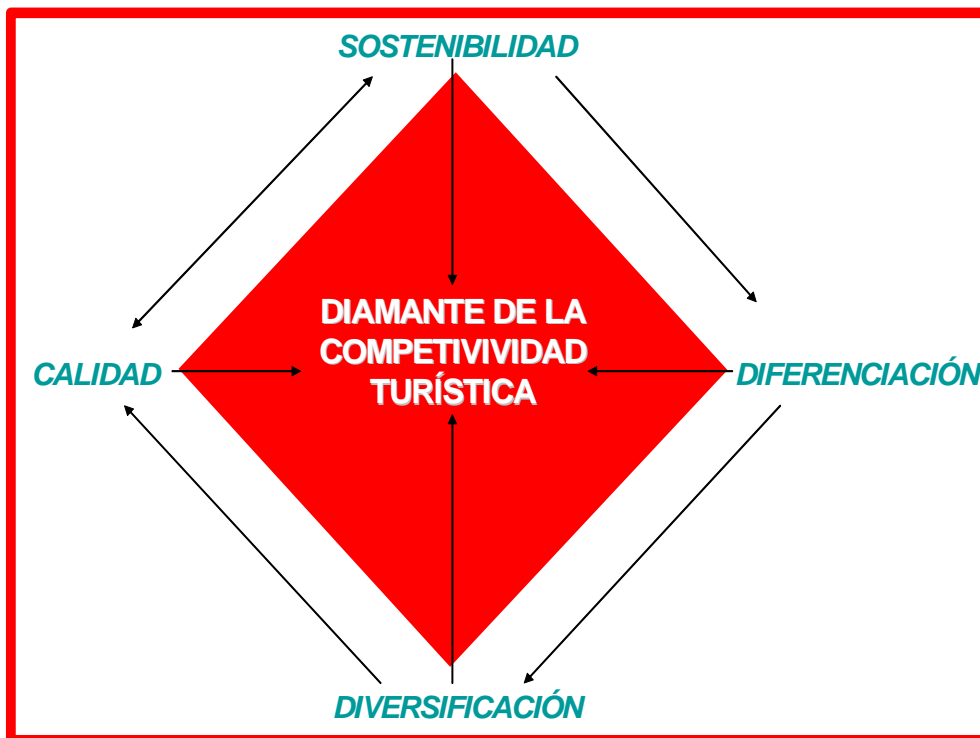 SOSTENIBILIDAD
DIAMANTE DE LA
COMPETIVIVIDAD
TURÍSTICA
CALIDAD
DIFERENCIACIÓN
DIVERSIFICACIÓN